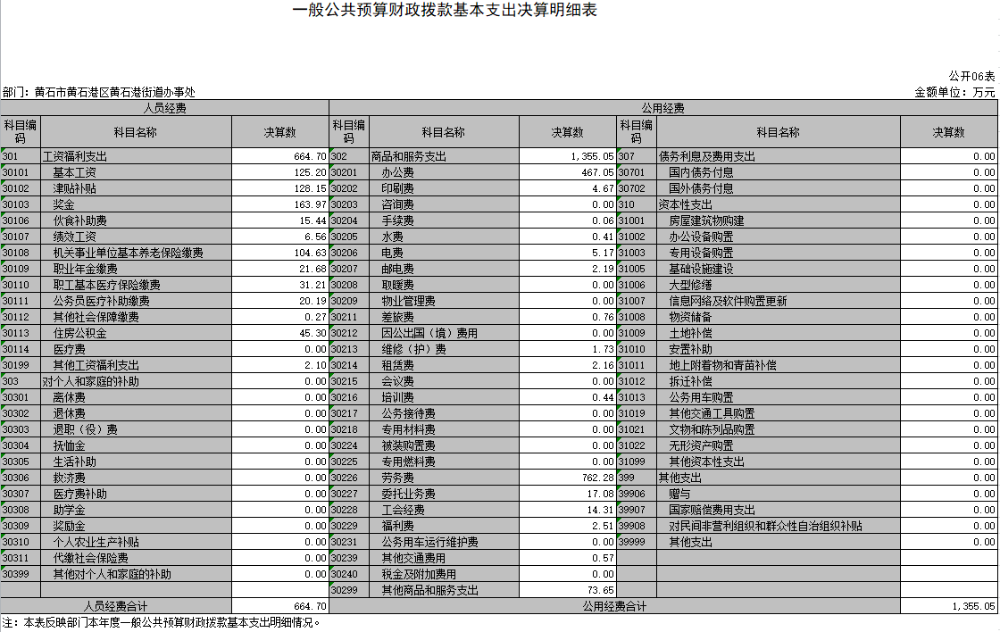 一般公共预算财政拨款基本支出决算明细表
公开06表
部门：黄石市黄石港区黄石港街道办事处 金额单位：万元
人员经费 公用经费
科目编码 科目名称 决算数 科目编码 科目名称 决算数 科目编码 科目名称 决算数
301 工资福利支出 664.70 302 商品和服务支出 1,355.05 307 债务利息及费用支出 0.00
30101 基本工资 125.20 30201 办公费 467.05 30701 国内债务付息 0.00
30102 津贴补贴 128.15 30202 印刷费 4.67 30702 国外债务付息 0.00
30103 奖金 163.97 30203 咨询费 0.00 310 资本性支出 0.00
30106 伙食补助费 15.44 30204 手续费 0.06 31001 房屋建筑物购建 0.00
30107 绩效工资 6.56 30205 水费 0.41 31002 办公设备购置 0.00
30108 机关事业单位基本养老保险缴费 104.63 30206 电费 5.17 31003 专用设备购置 0.00
30109 职业年金缴费 21.68 30207 邮电费 2.19 31005 基础设施建设 0.00
30110 职工基本医疗保险缴费 31.21 30208 取暖费 0.00 31006 大型修缮 0.00
30111 公务员医疗补助缴费 20.19 30209 物业管理费 0.00 31007 信息网络及软件购置更新 0.00
30112 其他社会保障缴费 0.27 30211 差旅费 0.76 31008 物资储备 0.00
30113 住房公积金 45.30 30212 因公出国（境）费用 0.00 31009 土地补偿 0.00
30114 医疗费 0.00 30213 维修（护）费 1.73 31010 安置补助 0.00
30199 其他工资福利支出 2.10 30214 租赁费 2.16 31011 地上附着物和青苗补偿 0.00
303 对个人和家庭的补助 0.00 30215 会议费 0.00 31012 拆迁补偿 0.00
30301 离休费 0.00 30216 培训费 0.44 31013 公务用车购置 0.00
30302 退休费 0.00 30217 公务接待费 0.00 31019 其他交通工具购置 0.00
30303 退职（役）费 0.00 30218 专用材料费 0.00 31021 文物和陈列品购置 0.00
30304 抚恤金 0.00 30224 被装购置费 0.00 31022 无形资产购置 0.00
30305 生活补助 0.00 30225 专用燃料费 0.00 31099 其他资本性支出 0.00
30306 救济费 0.00 30226 劳务费 762.28 399 其他支出 0.00
30307 医疗费补助 0.00 30227 委托业务费 17.08 39906 赠与 0.00
30308 助学金 0.00 30228 工会经费 14.31 39907 国家赔偿费用支出 0.00
30309 奖励金 0.00 30229 福利费 2.51 39908 对民间非营利组织和群众性自治组织补贴 0.00
30310 个人农业生产补贴 0.00 30231 公务用车运行维护费 0.00 39999 其他支出 0.00
30311 代缴社会保险费 0.00 30239 其他交通费用 0.57
30399 其他对个人和家庭的补助 0.00 30240 税金及附加费用 0.00
30299 其他商品和服务支出 73.65
人员经费合计 664.70 公用经费合计 1,355.05
注：本表反映部门本年度一般公共预算财政拨款基本支出明细情况。